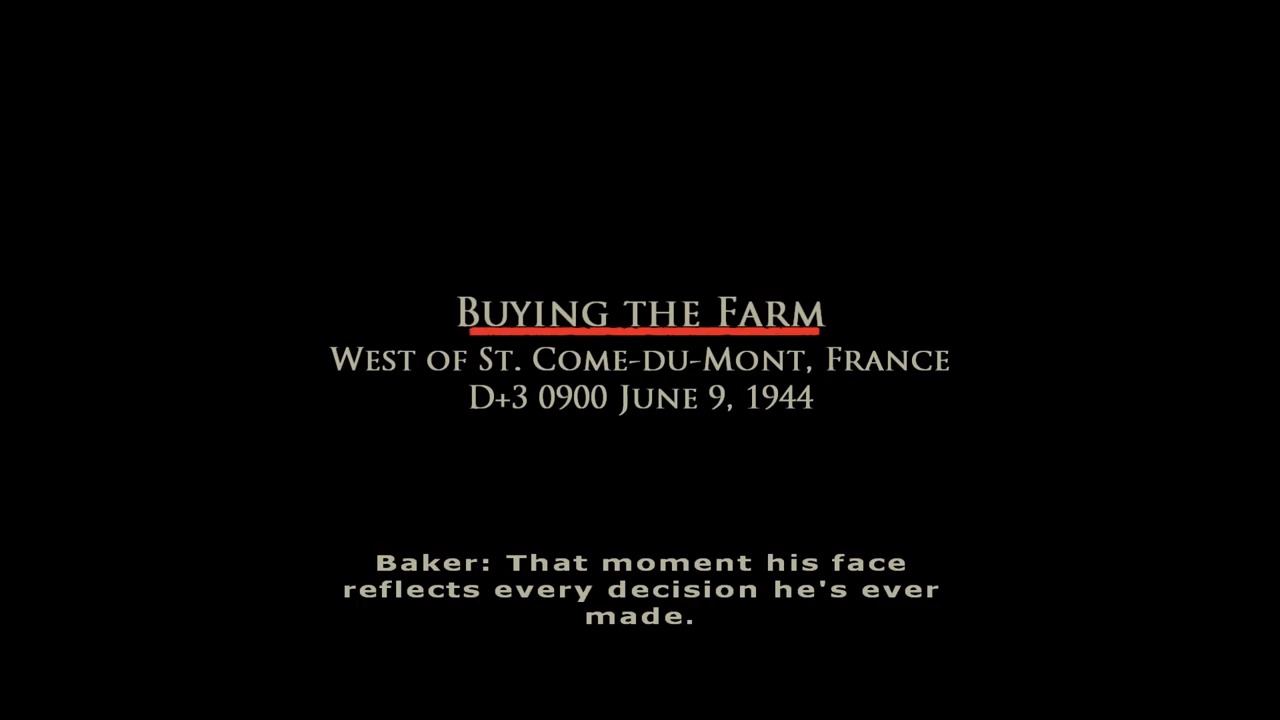 Buying the Farm
West of St. Come-du-Mont, France
D+3 0900 June 9, 1944
Baker: That moment his face
reflects every decision he's ever
made.